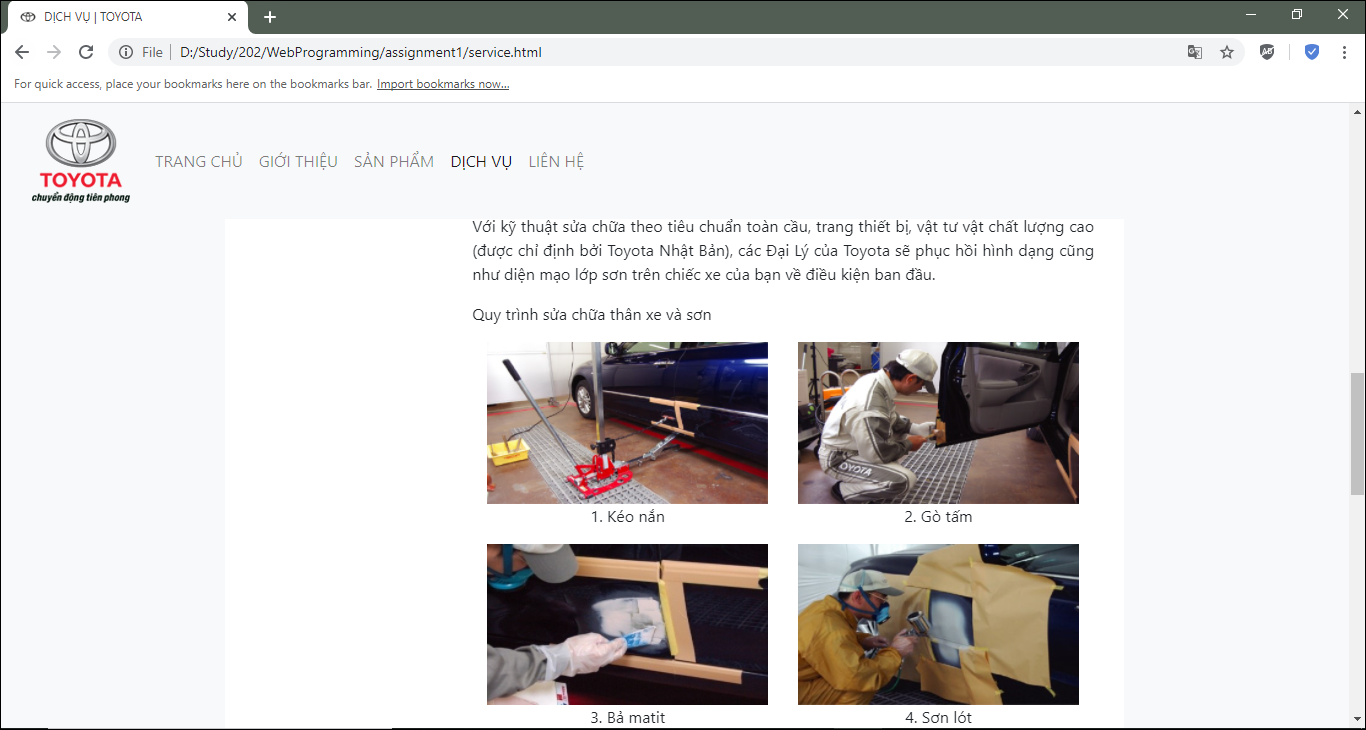 DỊCH VỤ | TOYOTA
File | D:/Study/202/WebProgramming/assignment1/service.html
For quick access, place your bookmarks here on the bookmarks bar. Import bookmarks now...
TOYOTA
chuyển động tiên phong
TRANG CHỦ GIỚI THIỆU SẢN PHẨM DỊCH VỤ LIÊN HỆ
Với kỹ thuật sửa chữa theo tiêu chuẩn toàn cầu, trang thiết bị, vật tư vật chất lượng cao
(được chỉ định bởi Toyota Nhật Bản), các Đại Lý của Toyota sẽ phục hồi hình dạng cũng
như diện mạo lớp sơn trên chiếc xe của bạn về điều kiện ban đầu.
Quy trình sửa chữa thân xe và sơn
TOYOTA
1. Kéo nắn
2. Gò tấm
3. Bả matit
4. Sơn lót